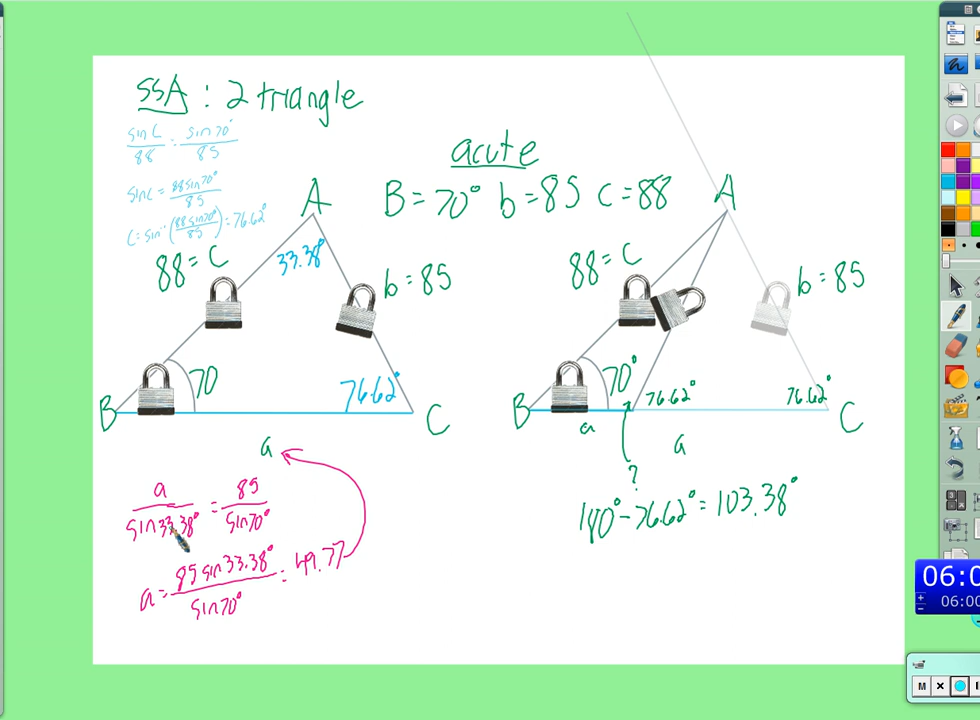 SSA : 2 triangle
sin C / 88 = sin 70° / 85
sin C = 88 sin 70° / 85
C = sin⁻¹ (88 sin 70° / 85) = 76.62°
acute
B = 70° b = 85 c = 88
A
33.38°
88 = C
b = 85
70
76.62°
B
C
a
a / sin 33.38° = 85 / sin 70°
a = 85 sin 33.38° / sin 70° = 49.77
A
88 = C
b = 85
70°
76.62°
76.62°
B
C
a
a
?
180° - 76.62° = 103.38°
06:0
06:00
M X